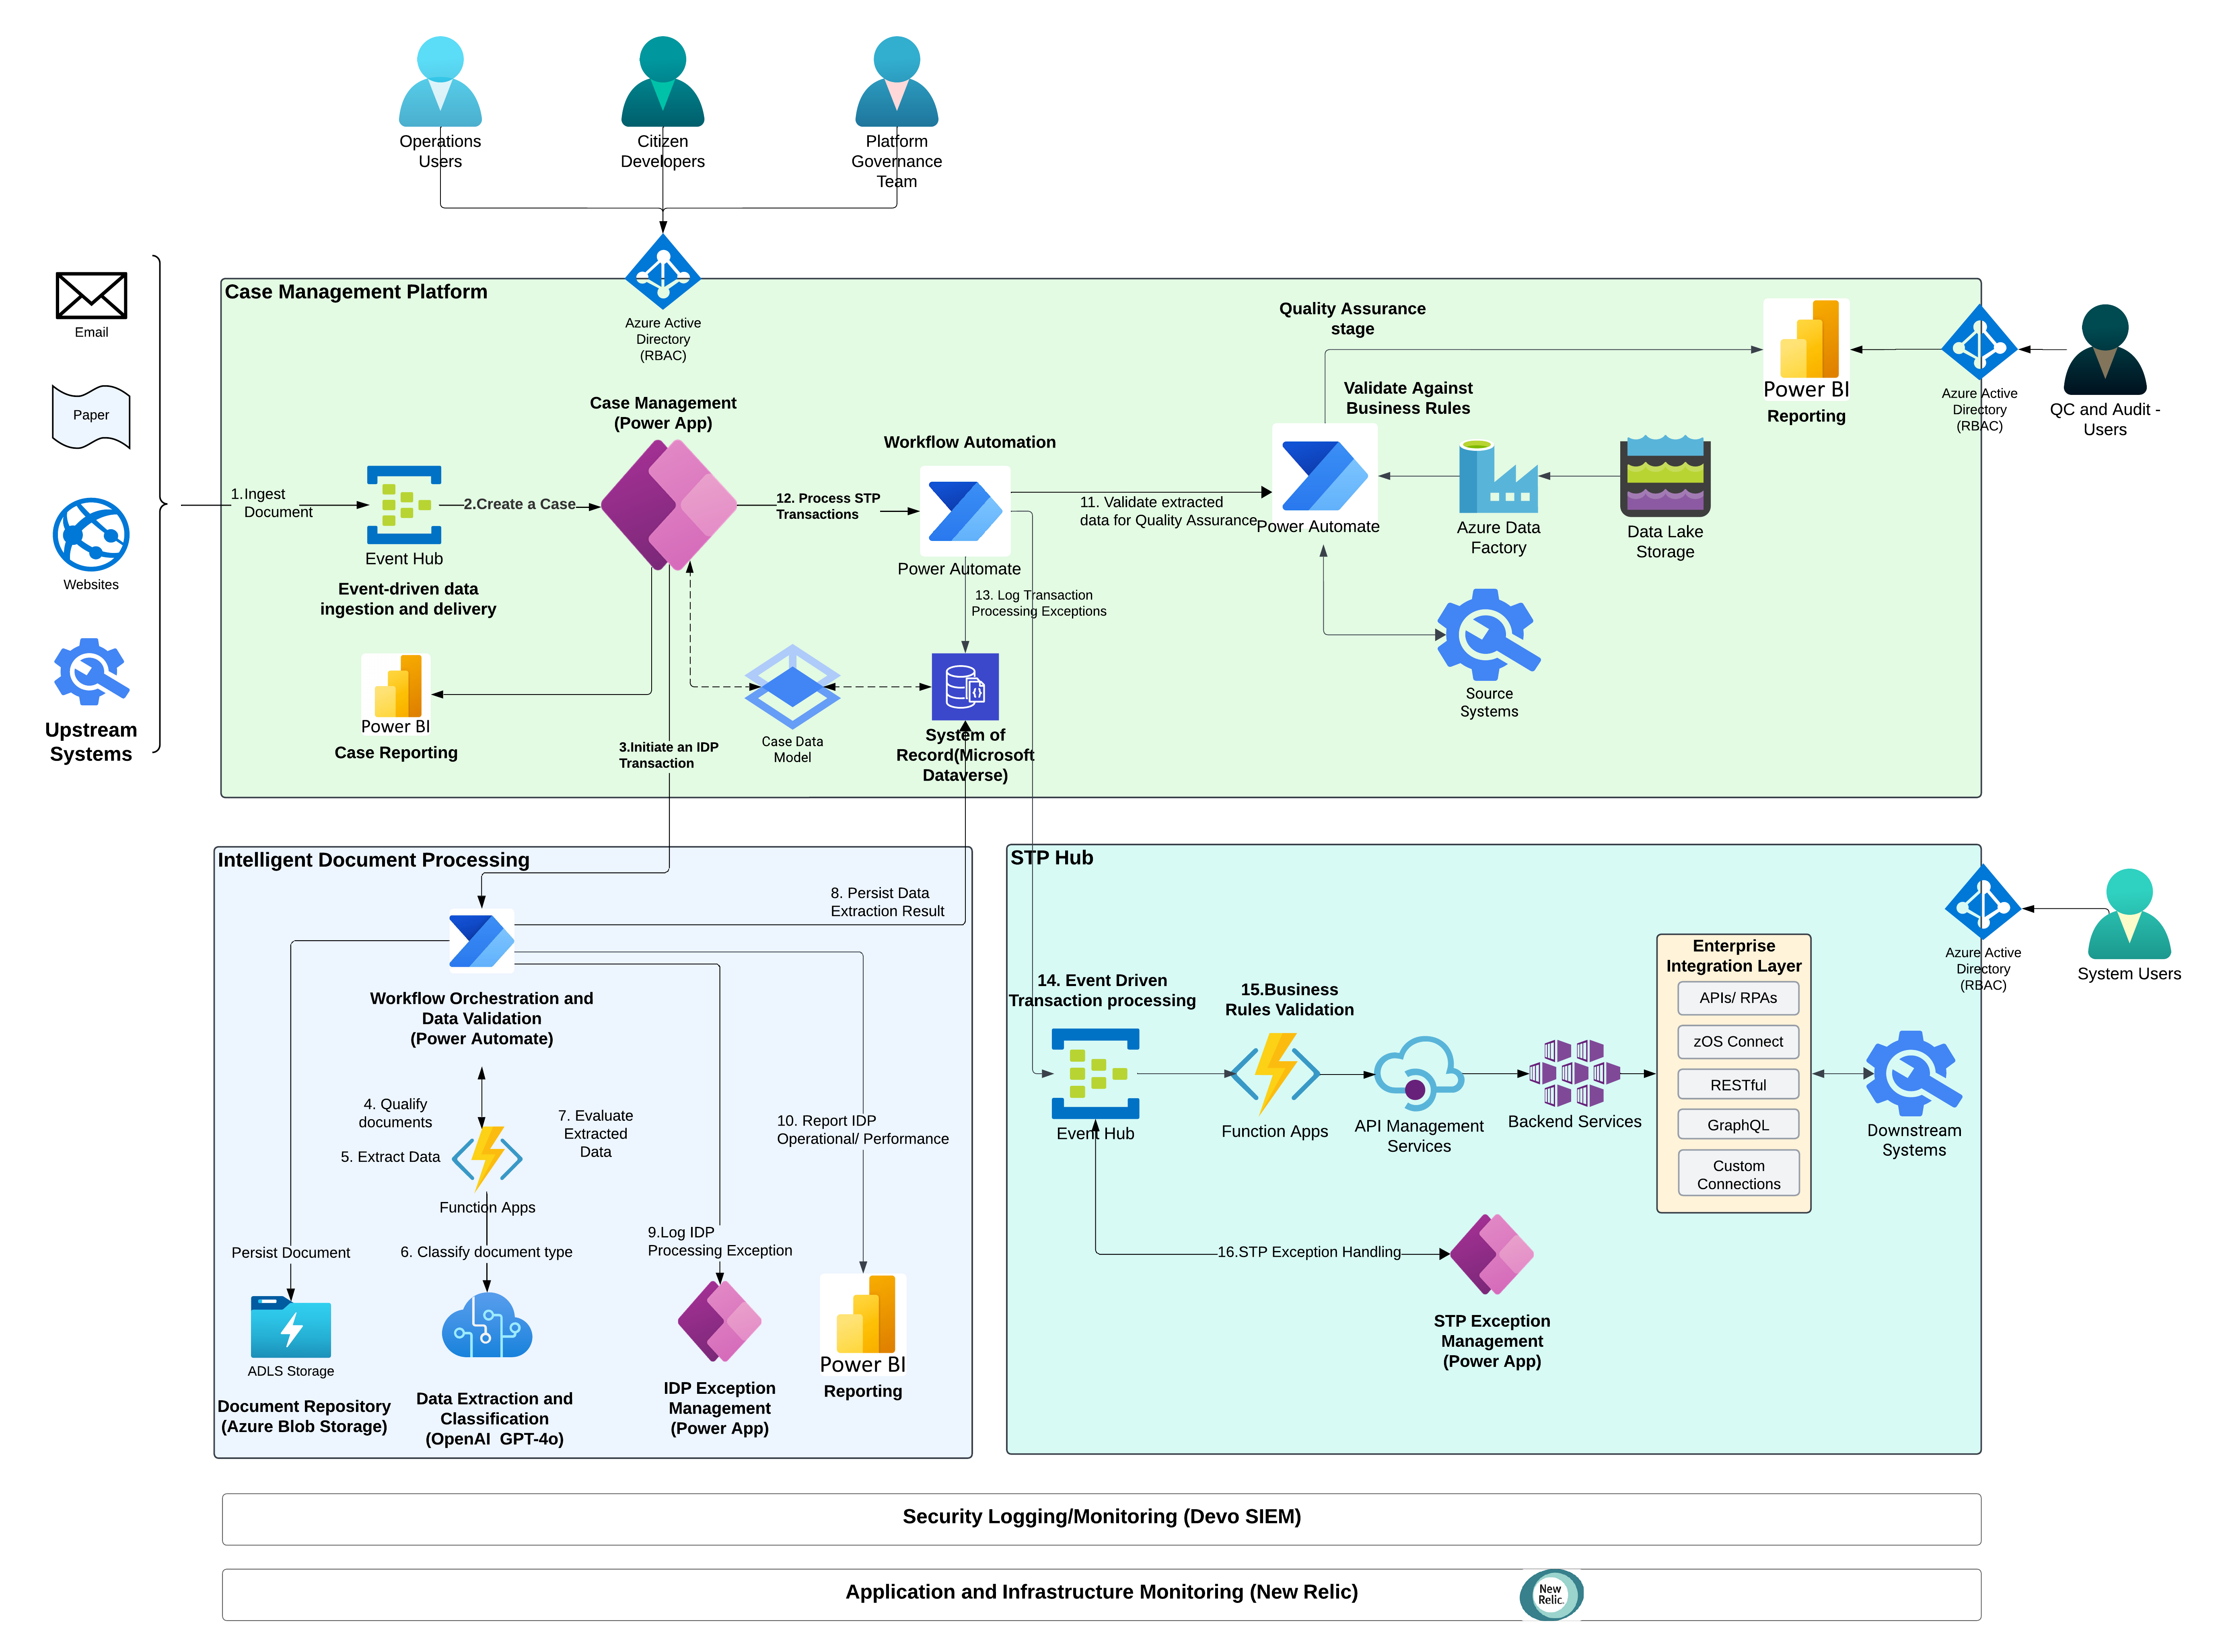 Operations
Users
Citizen
Developers
Platform
Governance
Team
Email
Paper
Websites
Upstream
Systems
Case Management Platform
Azure Active
Directory
(RBAC)
1.Ingest
Document
Event Hub
Event-driven data
ingestion and delivery
2.Create a Case
Case Management
(Power App)
12. Process STP
Transactions
Workflow Automation
Power Automate
11. Validate extracted
data for Quality Assurance
13. Log Transaction
Processing Exceptions
Quality Assurance
stage
Validate Against
Business Rules
Power Automate
Azure Data
Factory
Data Lake
Storage
Source
Systems
Power BI
Reporting
Azure Active
Directory
(RBAC)
QC and Audit -
Users
Power BI
Case Reporting
3.Initiate an IDP
Transaction
Case Data
Model
System of
Record(Microsoft
Dataverse)
Intelligent Document Processing
8. Persist Data
Extraction Result
Workflow Orchestration and
Data Validation
(Power Automate)
4. Qualify
documents
5. Extract Data
7. Evaluate
Extracted
Data
Function Apps
10. Report IDP
Operational/ Performance
Persist Document
6. Classify document type
9.Log IDP
Processing Exception
ADLS Storage
Document Repository
(Azure Blob Storage)
Data Extraction and
Classification
(OpenAI GPT-4o)
IDP Exception
Management
(Power App)
Power BI
Reporting
STP Hub
14. Event Driven
Transaction processing
Event Hub
15.Business
Rules Validation
Function Apps
API Management
Services
Backend Services
Enterprise
Integration Layer
APIs/ RPAs
zOS Connect
RESTful
GraphQL
Custom
Connections
Downstream
Systems
Azure Active
Directory
(RBAC)
System Users
16.STP Exception Handling
STP Exception
Management
(Power App)
Security Logging/Monitoring (Devo SIEM)
Application and Infrastructure Monitoring (New Relic)
New
Relic.